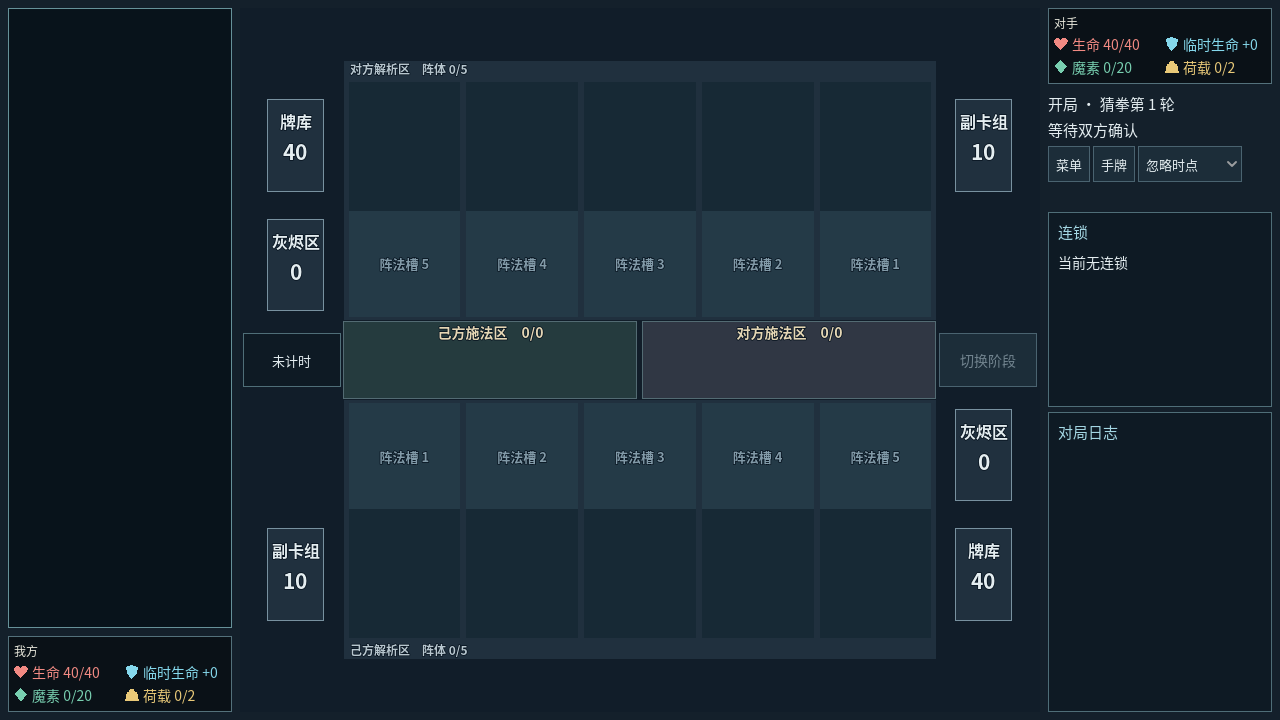 对方解析区 阵体 0/5
牌库
40
灰烬区
0
阵法槽 5
阵法槽 4
阵法槽 3
阵法槽 2
阵法槽 1
副卡组
10
未计时
己方施法区 0/0
对方施法区 0/0
切换阶段
阵法槽 1
阵法槽 2
阵法槽 3
阵法槽 4
阵法槽 5
灰烬区
0
副卡组
10
牌库
40
己方解析区 阵体 0/5
我方
生命 40/40 临时生命 +0
魔素 0/20 荷载 0/2
对手
生命 40/40 临时生命 +0
魔素 0/20 荷载 0/2
开局 · 猜拳第 1 轮
等待双方确认
菜单 手牌 忽略时点
连锁
当前无连锁
对局日志